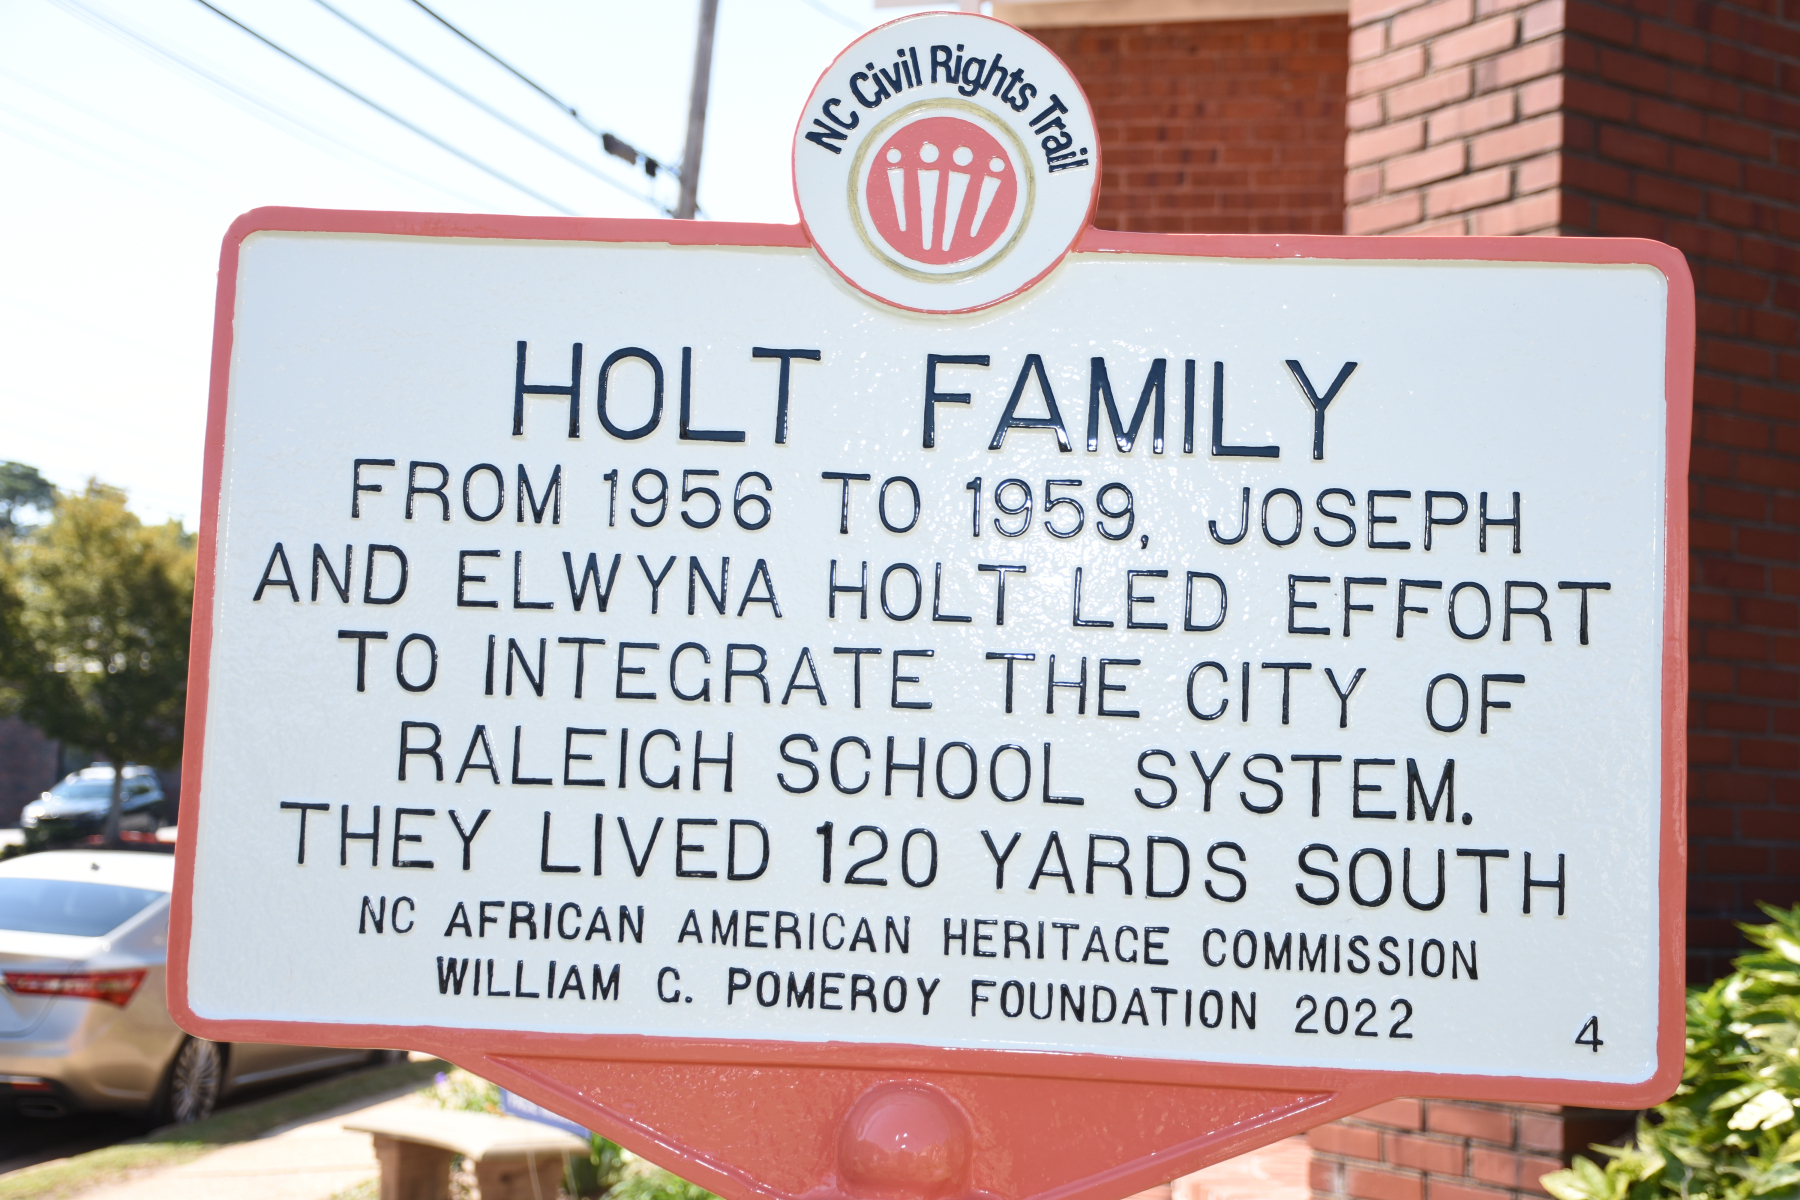 NC Civil Rights Trail
HOLT FAMILY
FROM 1956 TO 1959, JOSEPH
AND ELWYNA HOLT LED EFFORT
TO INTEGRATE THE CITY OF
RALEIGH SCHOOL SYSTEM.
THEY LIVED 120 YARDS SOUTH
NC AFRICAN AMERICAN HERITAGE COMMISSION
WILLIAM G. POMEROY FOUNDATION 2022
4